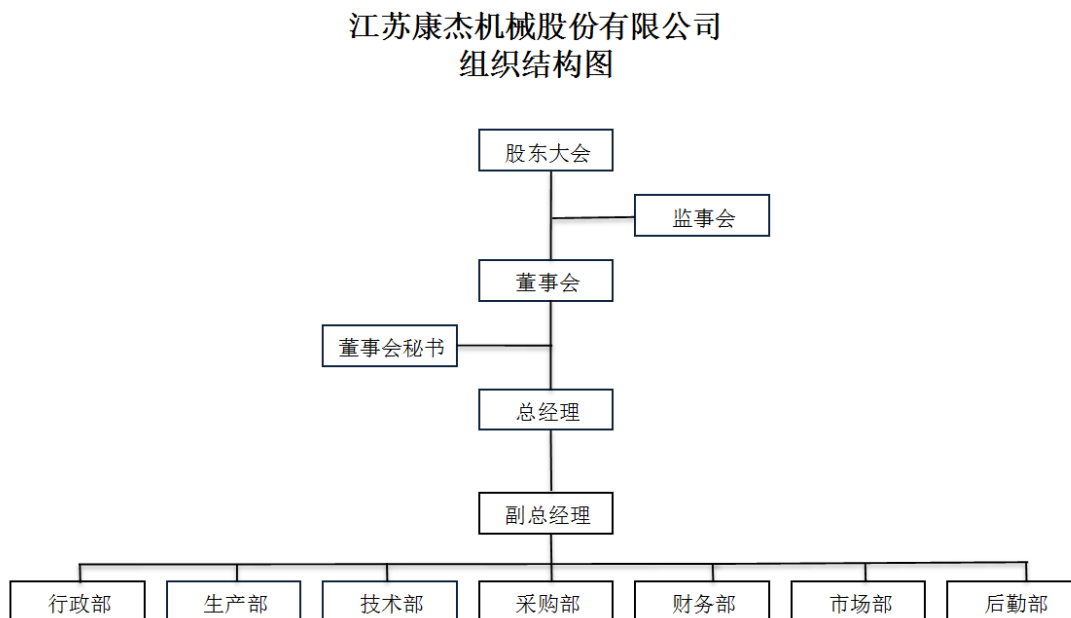 江苏康杰机械股份有限公司
组织结构图
股东大会
监事会
董事会
董事会秘书
总经理
副总经理
行政部
生产部
技术部
采购部
财务部
市场部
后勤部